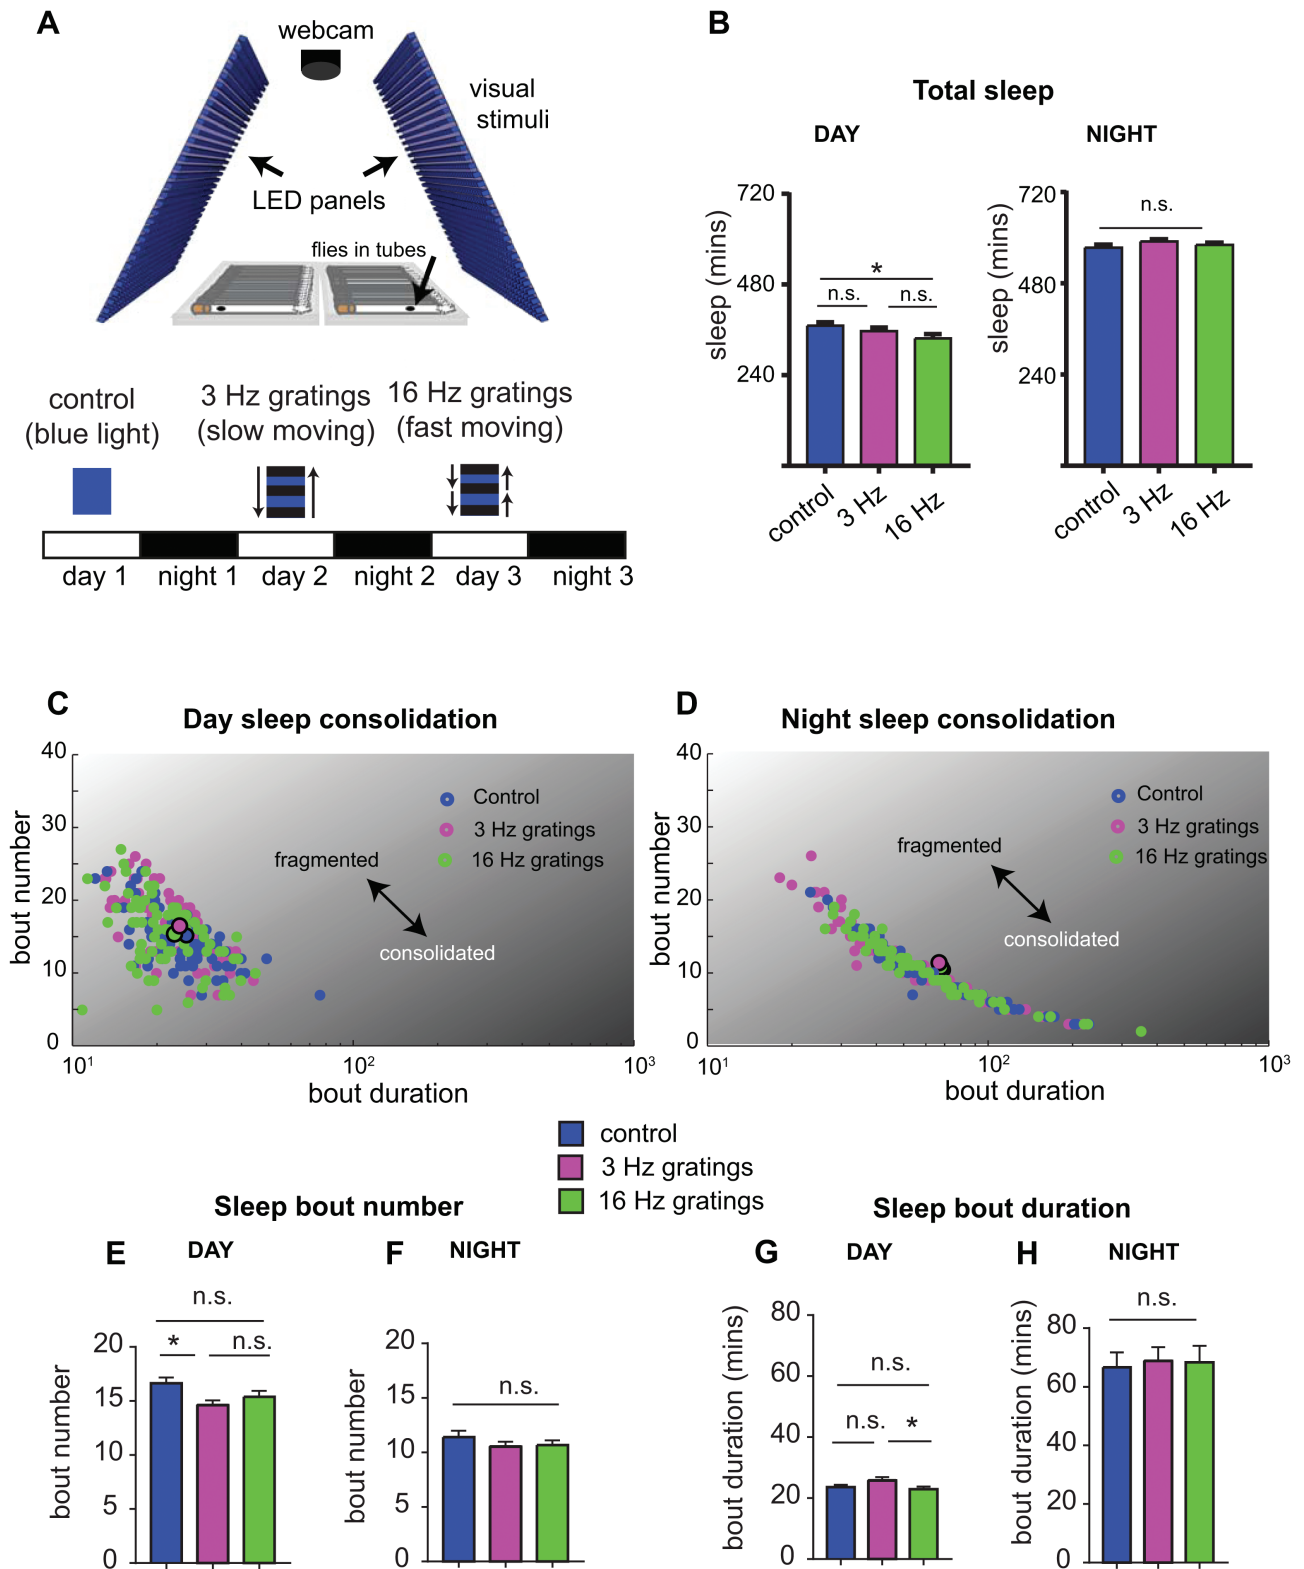 A
webcam
visual
stimuli
LED panels
flies in tubes
control
(blue light)
3 Hz gratings
(slow moving)
16 Hz gratings
(fast moving)
day 1
night 1
day 2
night 2
day 3
night 3
B
Total sleep
DAY
720
480
240
sleep (mins)
*
n.s.
n.s.
control
3 Hz
16 Hz
NIGHT
720
480
240
sleep (mins)
n.s.
control
3 Hz
16 Hz
C
Day sleep consolidation
40
30
20
10
0
bout number
Control
3 Hz gratings
16 Hz gratings
fragmented
consolidated
10¹
10²
10³
bout duration
D
Night sleep consolidation
40
30
20
10
0
bout number
Control
3 Hz gratings
16 Hz gratings
fragmented
consolidated
10¹
10²
10³
bout duration
control
3 Hz gratings
16 Hz gratings
Sleep bout number
E
DAY
n.s.
*
n.s.
20
15
10
5
0
bout number
F
NIGHT
n.s.
20
15
10
5
0
bout number
Sleep bout duration
G
DAY
80
60
40
20
0
bout duration (mins)
n.s.
n.s.
*
H
NIGHT
n.s.
80
60
40
20
0
bout duration (mins)